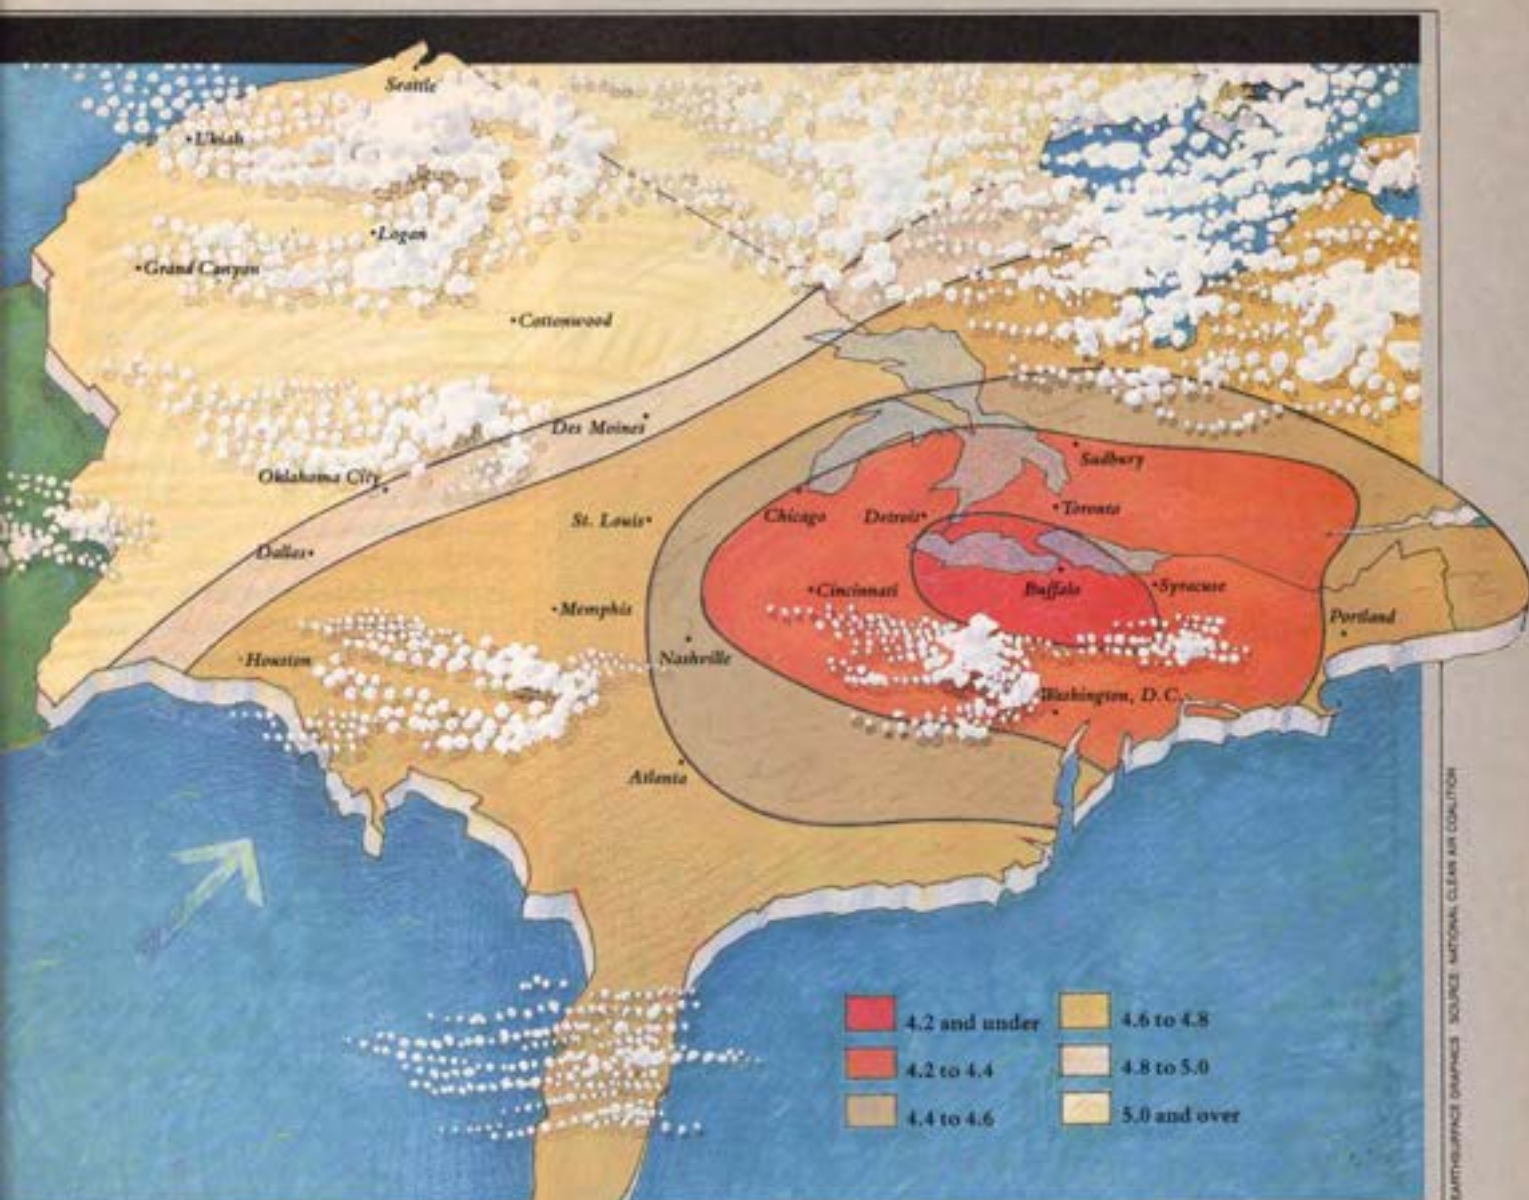 Seattle
Ukiah
Logan
Grand Canyon
Cottonwood
Des Moines
Oklahoma City
Sudbury
St. Louis
Chicago
Detroit
Toronto
Dallas
Cincinnati
Buffalo
Syracuse
Memphis
Portland
Houston
Nashville
Washington, D.C.
Atlanta
4.2 and under
4.2 to 4.4
4.4 to 4.6
4.6 to 4.8
4.8 to 5.0
5.0 and over
EARTHSURFACE GRAPHICS SOURCE: NATIONAL CLEAN AIR COALITION